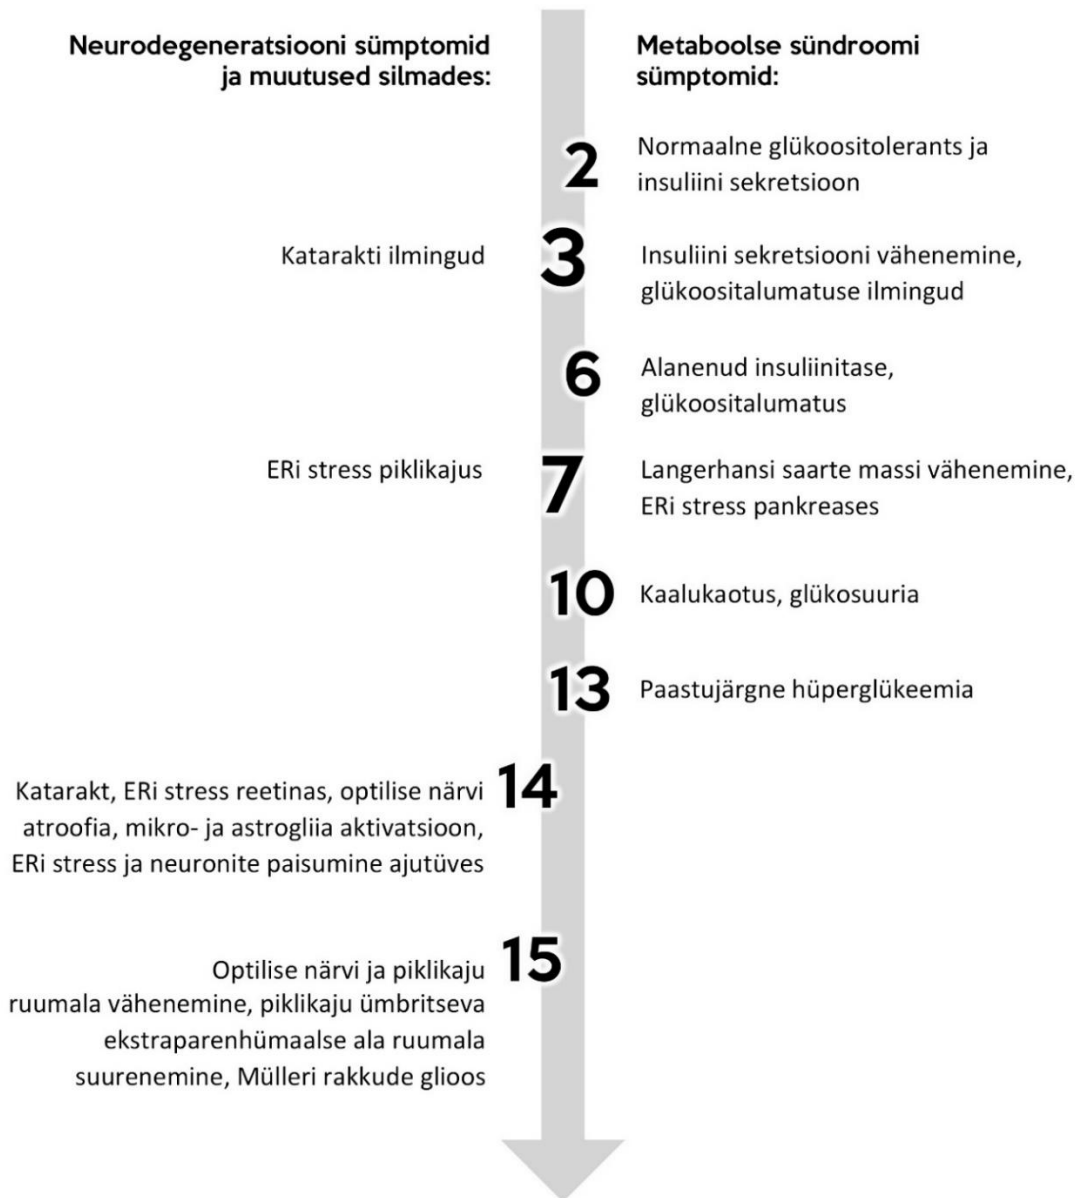 Neurodegeneratsiooni sümptomid
ja muutused silmades:
Metaboolse sündroomi
sümptomid:
2
Normaalne glükoositolerants ja
insuliini sekretsioon
Katarakti ilmingud
3
Insuliini sekretsiooni vähenemine,
glükoositalumatuse ilmingud
6
Alanenud insuliinitase,
glükoositalumatus
ERi stress piklikajus
7
Langerhansi saarte massi vähenemine,
ERi stress pankreases
10
Kaalukaotus, glükosuuria
13
Paastujärgne hüperglükeemia
14
Katarakt, ERi stress reetinas, optilise närvi
atroofia, mikro- ja astrogliia aktivatsioon,
ERi stress ja neuronite paisumine ajutüves
15
Optilise närvi ja piklikaju
ruumala vähenemine, piklikaju ümbritseva
ekstraparenhümaalse ala ruumala
suurenemine, Mülleri rakkude glioos